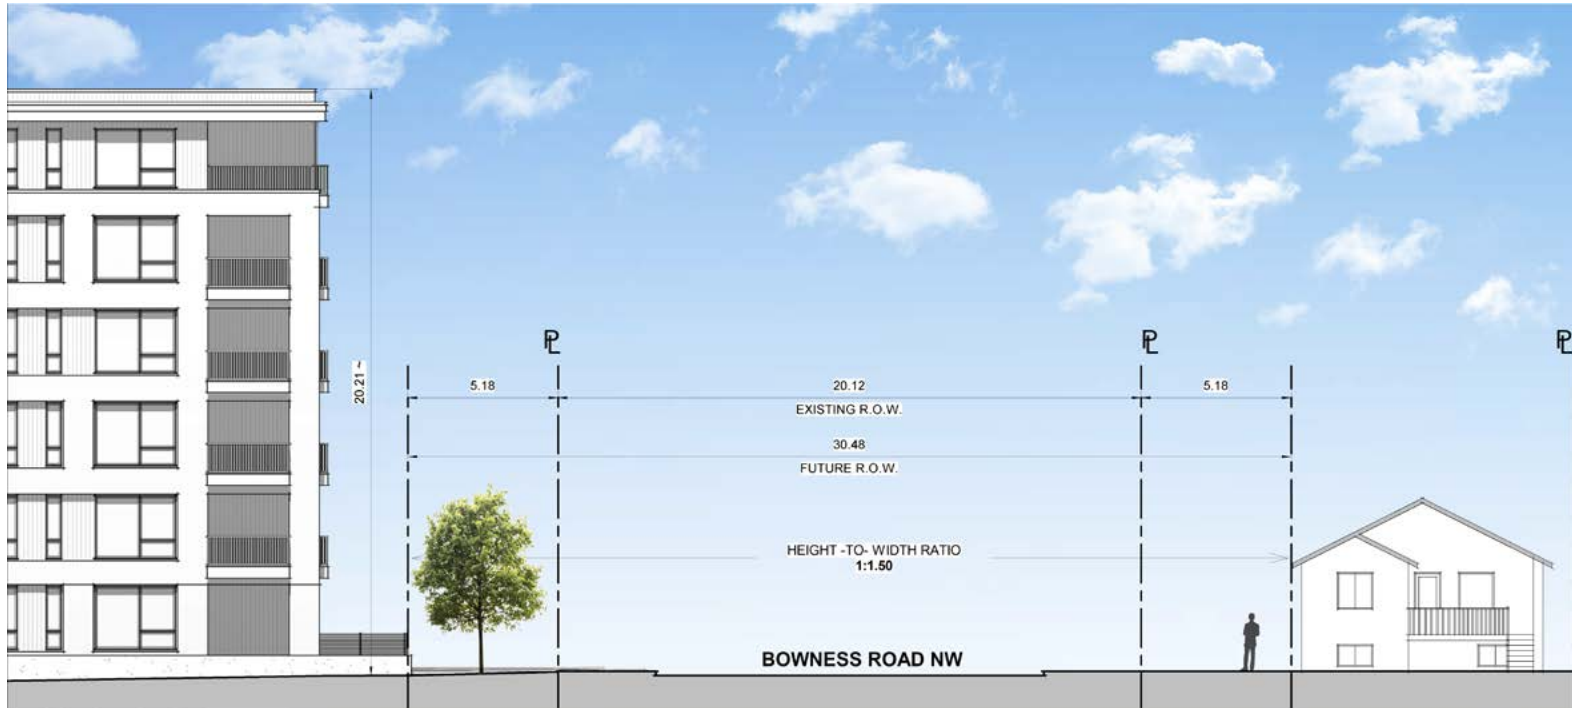 PL
PL
PL
20.21 ~
5.18
20.12
5.18
EXISTING R.O.W.
30.48
FUTURE R.O.W.
HEIGHT -TO- WIDTH RATIO
1:1.50
BOWNESS ROAD NW